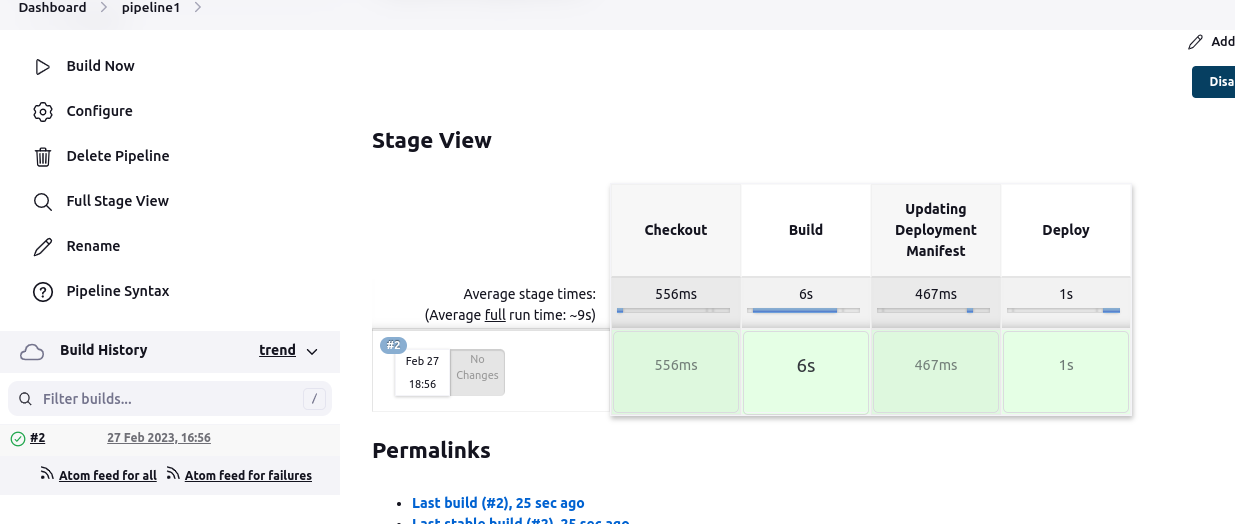 Dashboard > pipeline1 >
Add
Disa
Build Now
Configure
Delete Pipeline
Full Stage View
Rename
Pipeline Syntax
Build History
trend
Filter builds...
/
#2
27 Feb 2023, 16:56
Atom feed for all
Atom feed for failures
Stage View
Checkout
Build
Updating
Deployment
Manifest
Deploy
Average stage times:
(Average full run time: ~9s)
556ms
6s
467ms
1s
#2
Feb 27
18:56
No
Changes
556ms
6s
467ms
1s
Permalinks
Last build (#2), 25 sec ago
Last stable build (#2), 25 sec ago